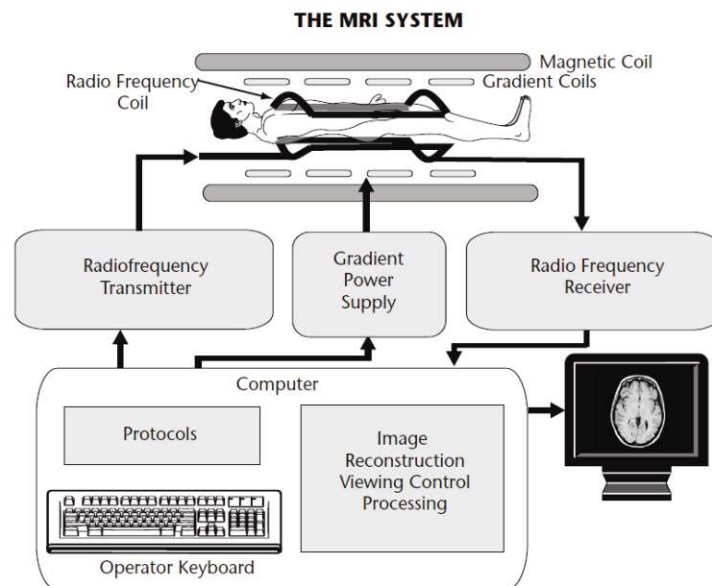 THE MRI SYSTEM
Magnetic Coil
Radio Frequency
Coil
Gradient Coils
Radiofrequency
Transmitter
Gradient
Power
Supply
Radio Frequency
Receiver
Computer
Protocols
Image
Reconstruction
Viewing Control
Processing
Operator Keyboard